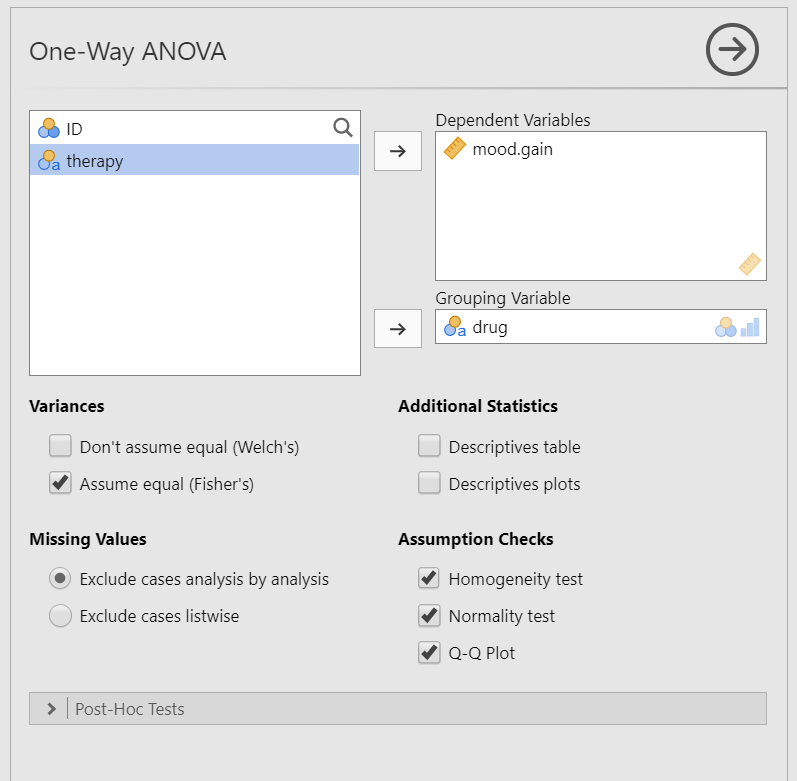 One-Way ANOVA
ID
therapy
Dependent Variables
mood.gain
Grouping Variable
drug
Variances
Don't assume equal (Welch's)
Assume equal (Fisher's)
Additional Statistics
Descriptives table
Descriptives plots
Missing Values
Exclude cases analysis by analysis
Exclude cases listwise
Assumption Checks
Homogeneity test
Normality test
Q-Q Plot
Post-Hoc Tests